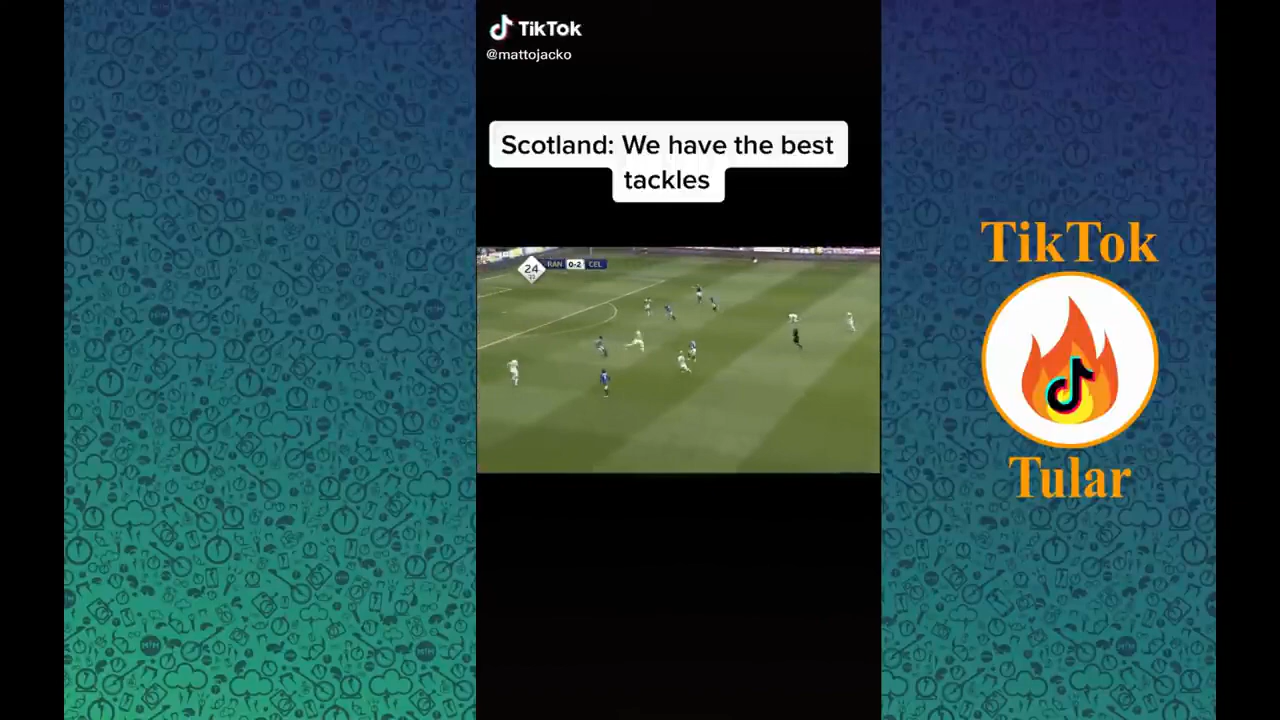 TikTok
@mattojacko
Scotland: We have the best
tackles
24
RAN 0-2 CEL
TikTok
Tular